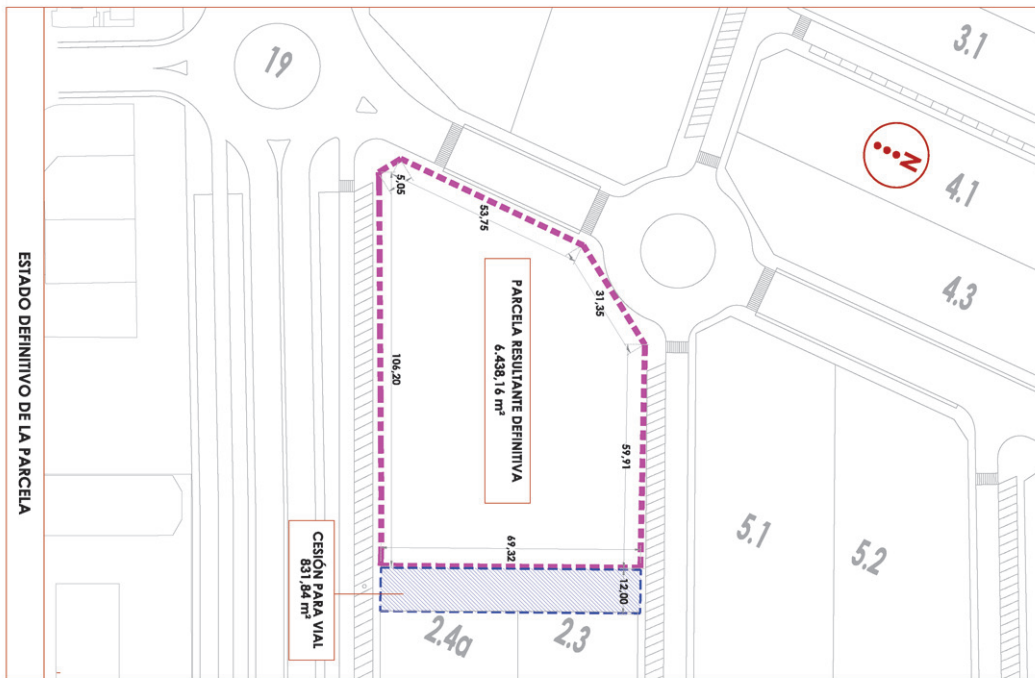 ESTADO DEFINITIVO DE LA PARCELA
19
3.1
4.1
4.3
N
5,05
53,75
31,35
PARCELA RESULTANTE DEFINITIVA
6.438,16 m²
106,20
59,91
69,32
12,00
CESIÓN PARA VIAL
831,84 m²
5.1
5.2
2.4a
2.3